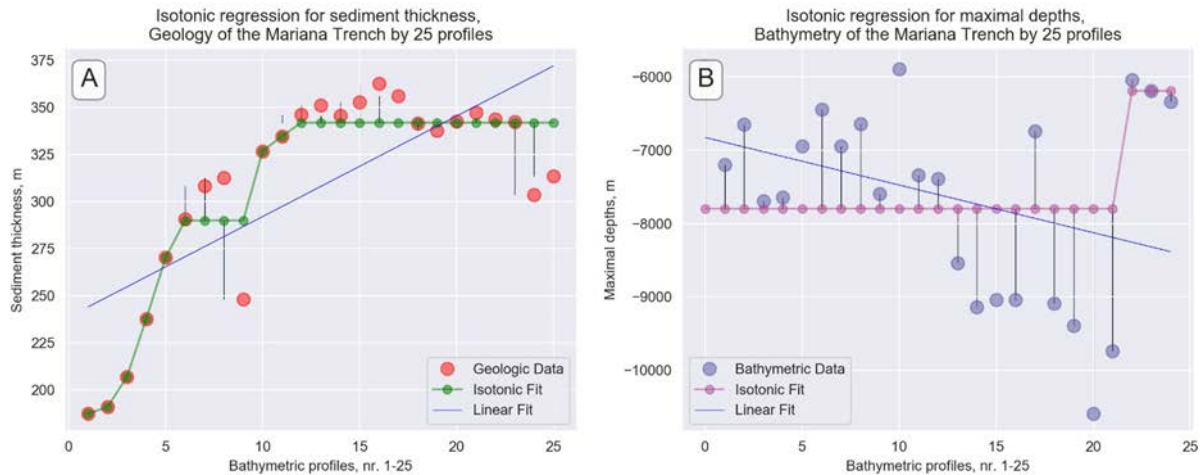 Isotonic regression for sediment thickness,
Geology of the Mariana Trench by 25 profiles
A
375
350
325
300
275
250
225
200
Sediment thickness, m
Geologic Data
Isotonic Fit
Linear Fit
0
5
10
15
20
25
Bathymetric profiles, nr. 1-25
Isotonic regression for maximal depths,
Bathymetry of the Mariana Trench by 25 profiles
B
−6000
−7000
−8000
−9000
−10000
Maximal depths, m
Bathymetric Data
Isotonic Fit
Linear Fit
0
5
10
15
20
25
Bathymetric profiles, nr. 1-25